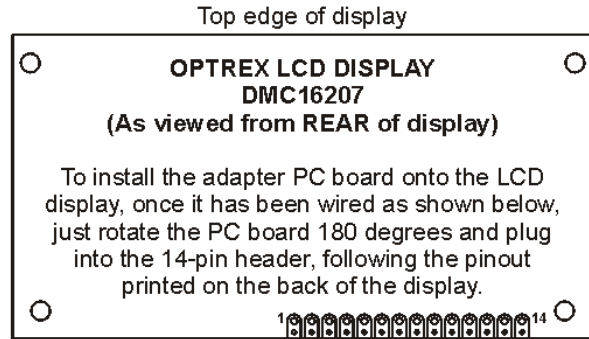 Top edge of display
OPTREX LCD DISPLAY
DMC16207
(As viewed from REAR of display)
To install the adapter PC board onto the LCD
display, once it has been wired as shown below,
just rotate the PC board 180 degrees and plug
into the 14-pin header, following the pinout
printed on the back of the display.
1 14